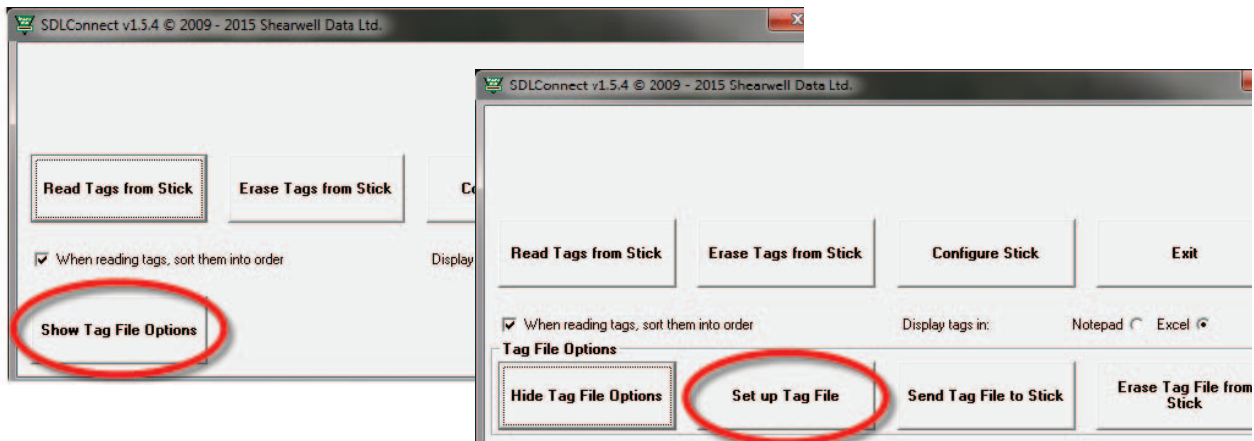 SDLConnect v1.5.4 © 2009 - 2015 Shearwell Data Ltd.
Read Tags from Stick
Erase Tags from Stick
When reading tags, sort them into order
Display
Show Tag File Options
SDLConnect v1.5.4 © 2009 - 2015 Shearwell Data Ltd.
Read Tags from Stick
Erase Tags from Stick
Configure Stick
Exit
When reading tags, sort them into order
Display tags in:
Notepad
Excel
Tag File Options
Hide Tag File Options
Set up Tag File
Send Tag File to Stick
Erase Tag File from
Stick